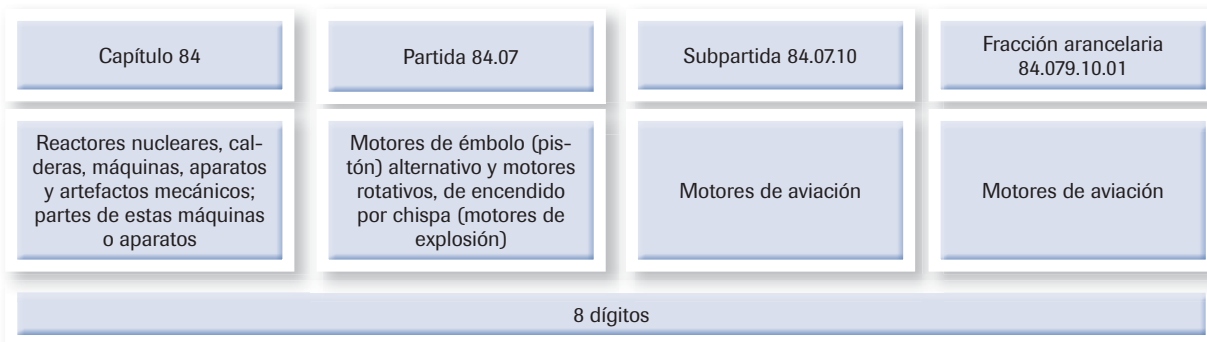 Capítulo 84
Partida 84.07
Subpartida 84.07.10
Fracción arancelaria
84.079.10.01
Reactores nucleares, cal-
deras, máquinas, aparatos
y artefactos mecánicos;
partes de estas máquinas
o aparatos
Motores de émbolo (pis-
tón) alternativo y motores
rotativos, de encendido
por chispa (motores de
explosión)
Motores de aviación
Motores de aviación
8 dígitos